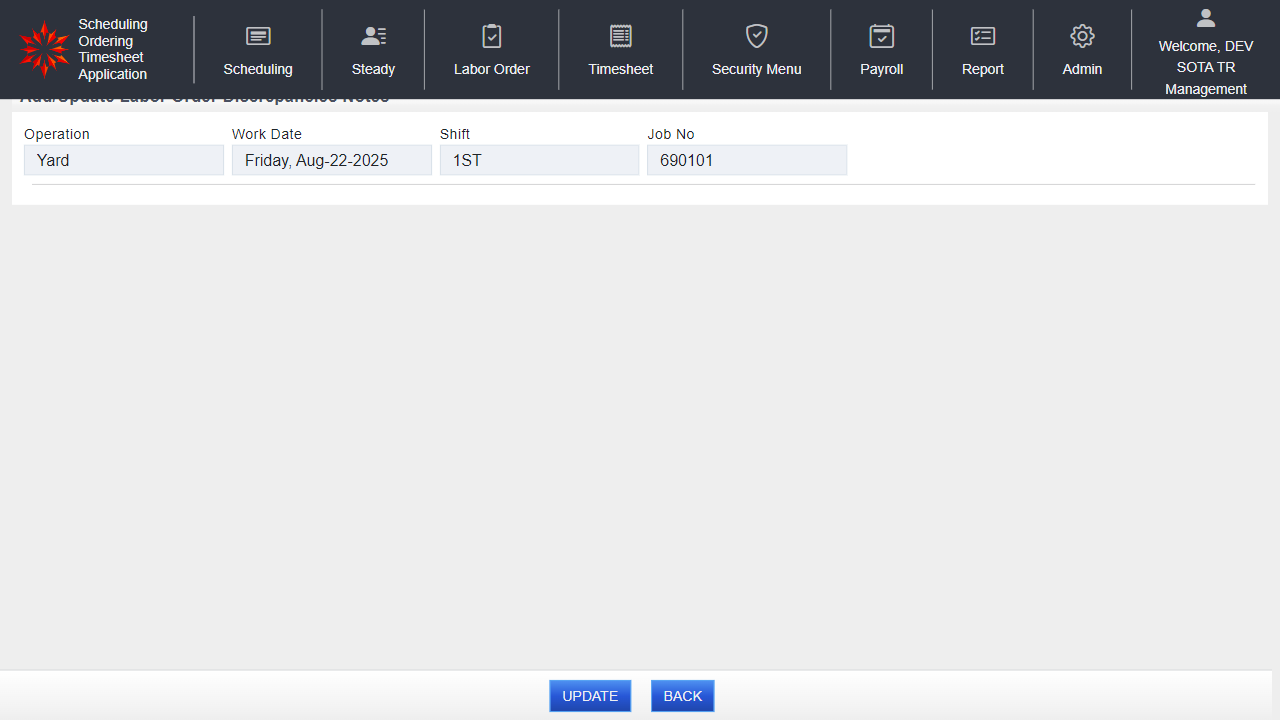 Scheduling
Ordering
Timesheet
Application
Scheduling
Steady
Labor Order
Timesheet
Security Menu
Payroll
Report
Admin
Welcome, DEV
SOTA TR
Management
Add/Update Labor Order Discrepancies Notes
Operation
Work Date
Shift
Job No
Yard
Friday, Aug-22-2025
1ST
690101
UPDATE
BACK